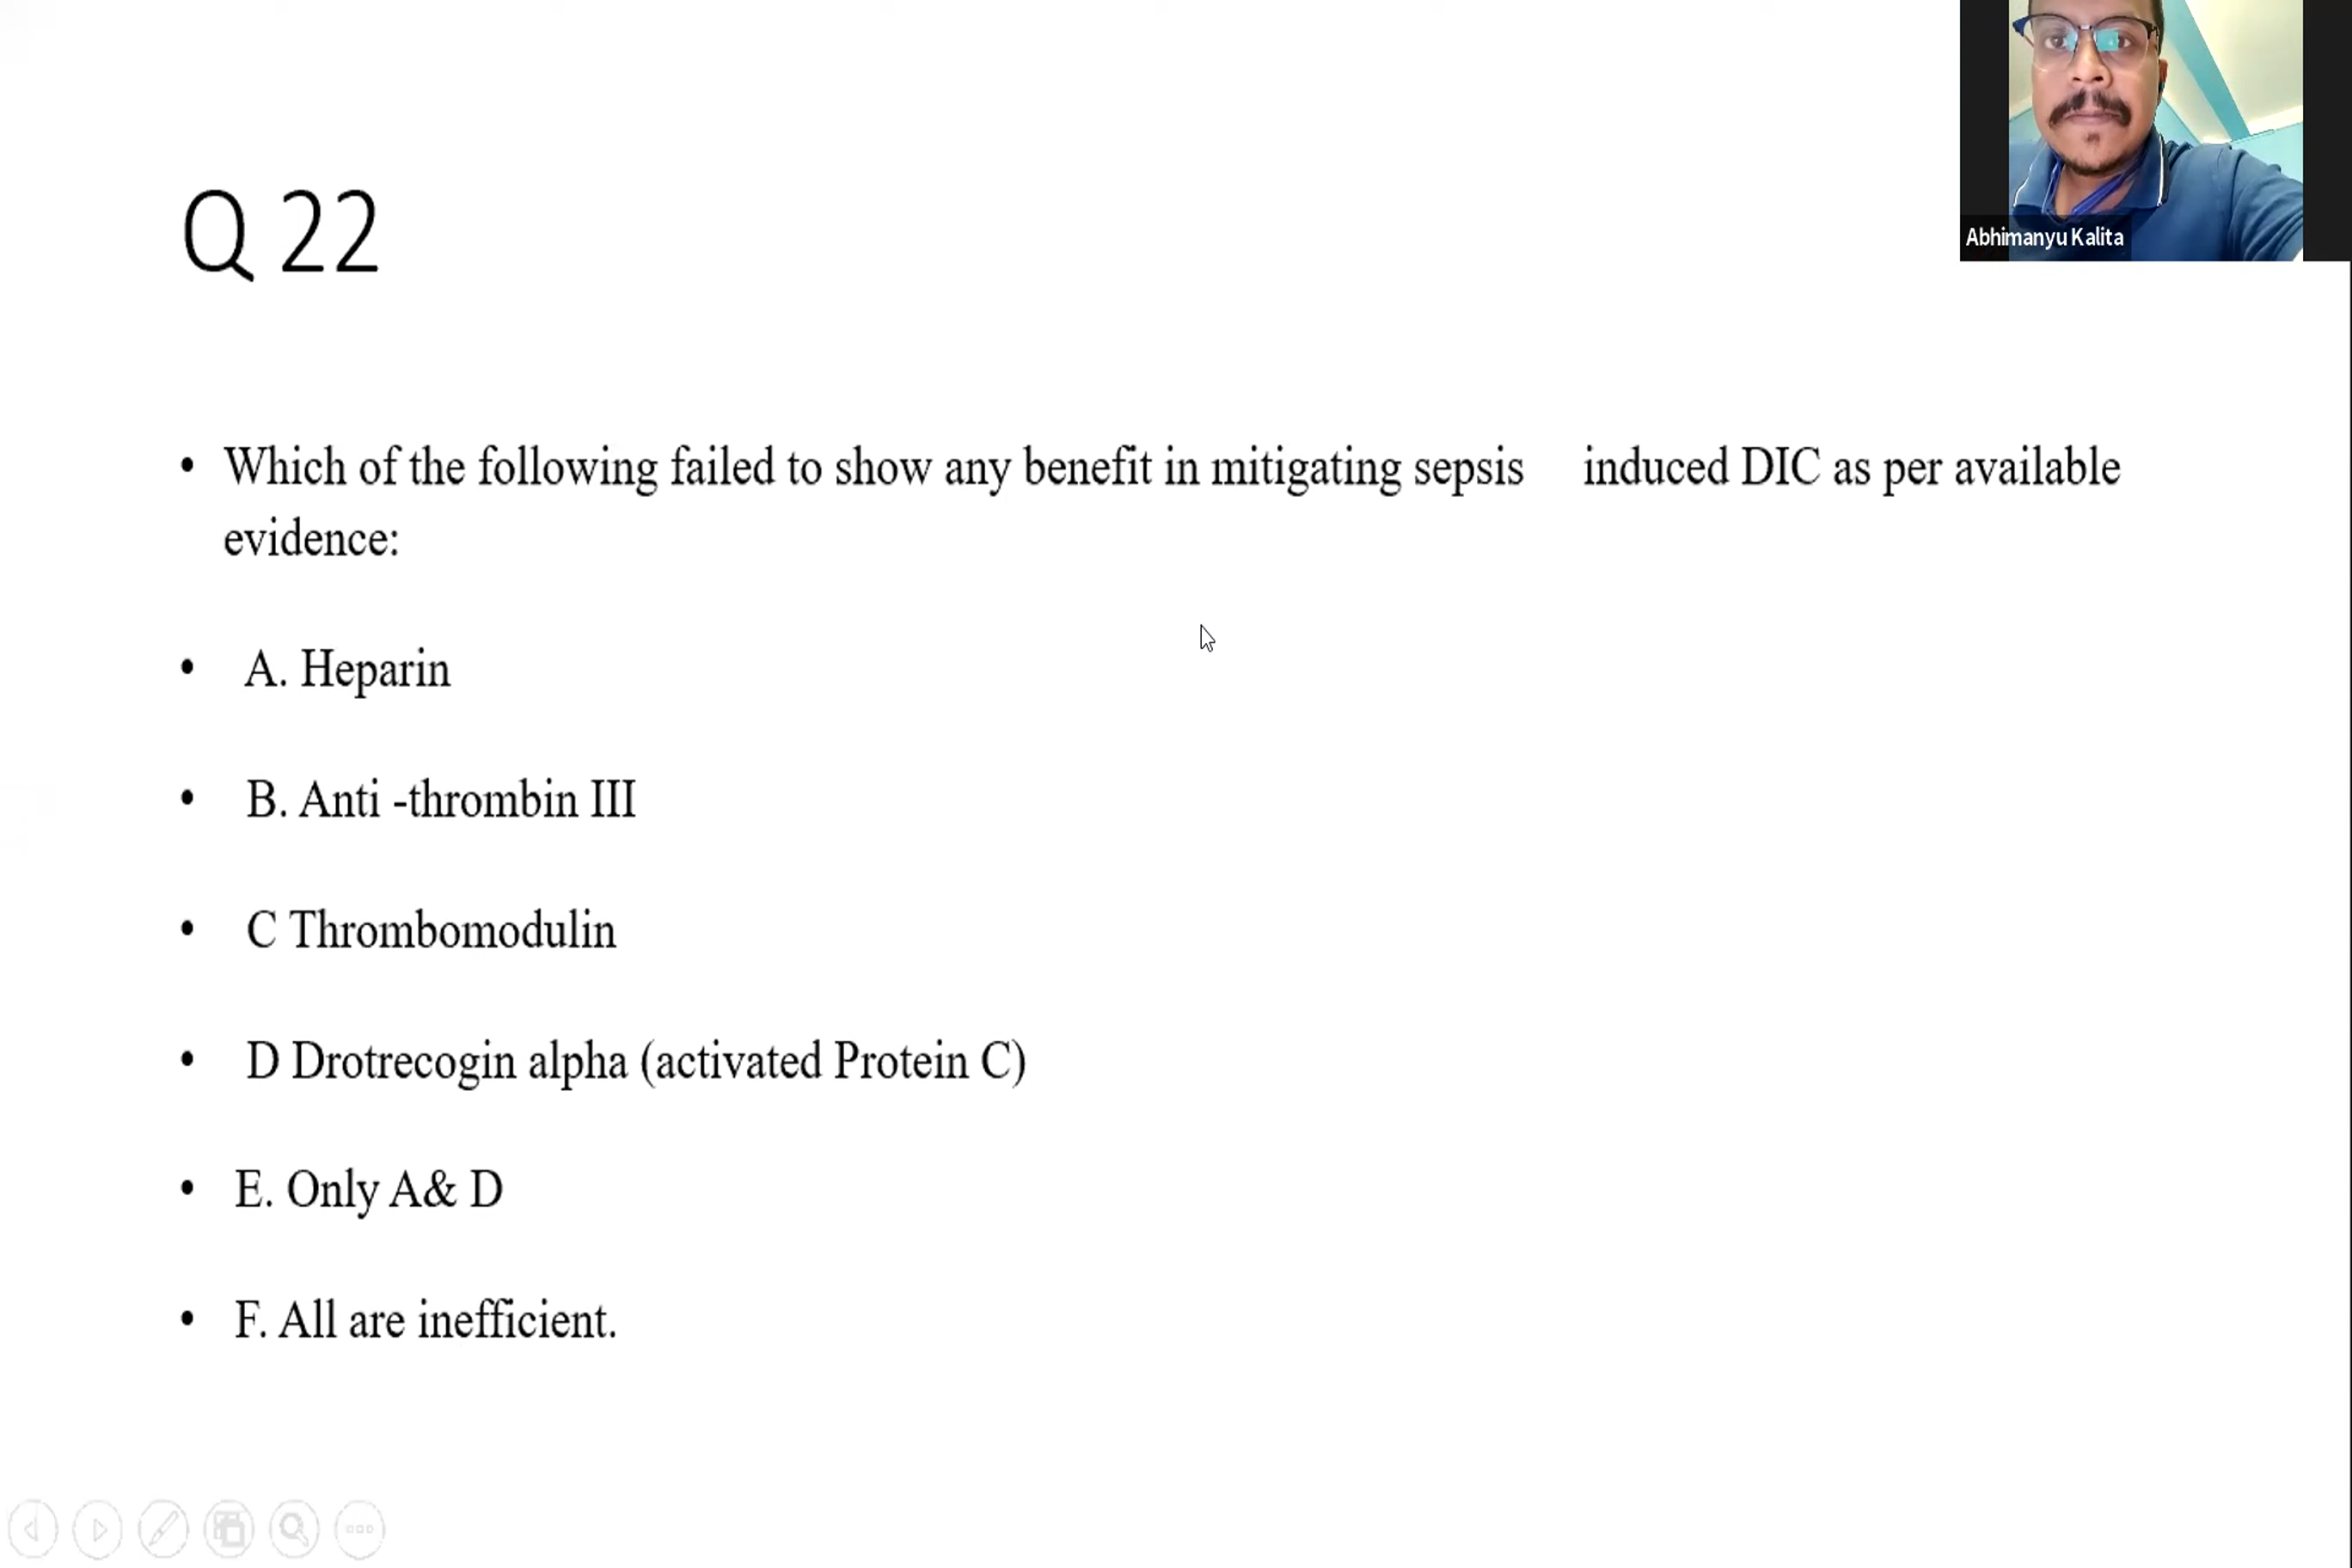 Abhimanyu Kalita
Q 22
• Which of the following failed to show any benefit in mitigating sepsis induced DIC as per available
evidence:
• A. Heparin
• B. Anti -thrombin III
• C Thrombomodulin
• D Drotrecogin alpha (activated Protein C)
• E. Only A& D
• F. All are inefficient.